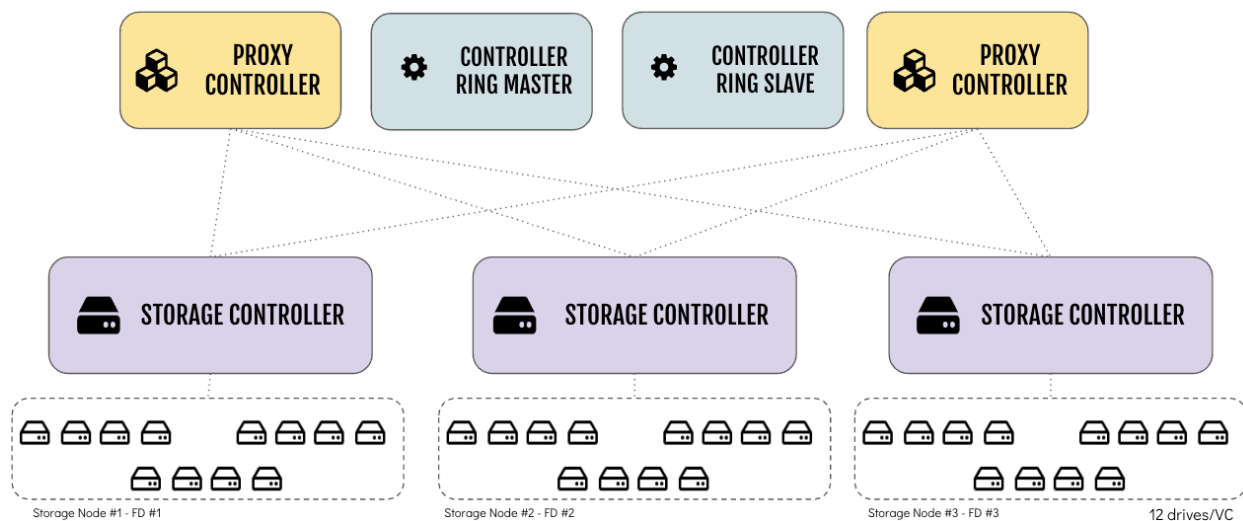 PROXY
CONTROLLER
CONTROLLER
RING MASTER
CONTROLLER
RING SLAVE
PROXY
CONTROLLER
STORAGE CONTROLLER
STORAGE CONTROLLER
STORAGE CONTROLLER
Storage Node #1 - FD #1
Storage Node #2 - FD #2
Storage Node #3 - FD #3
12 drives/VC